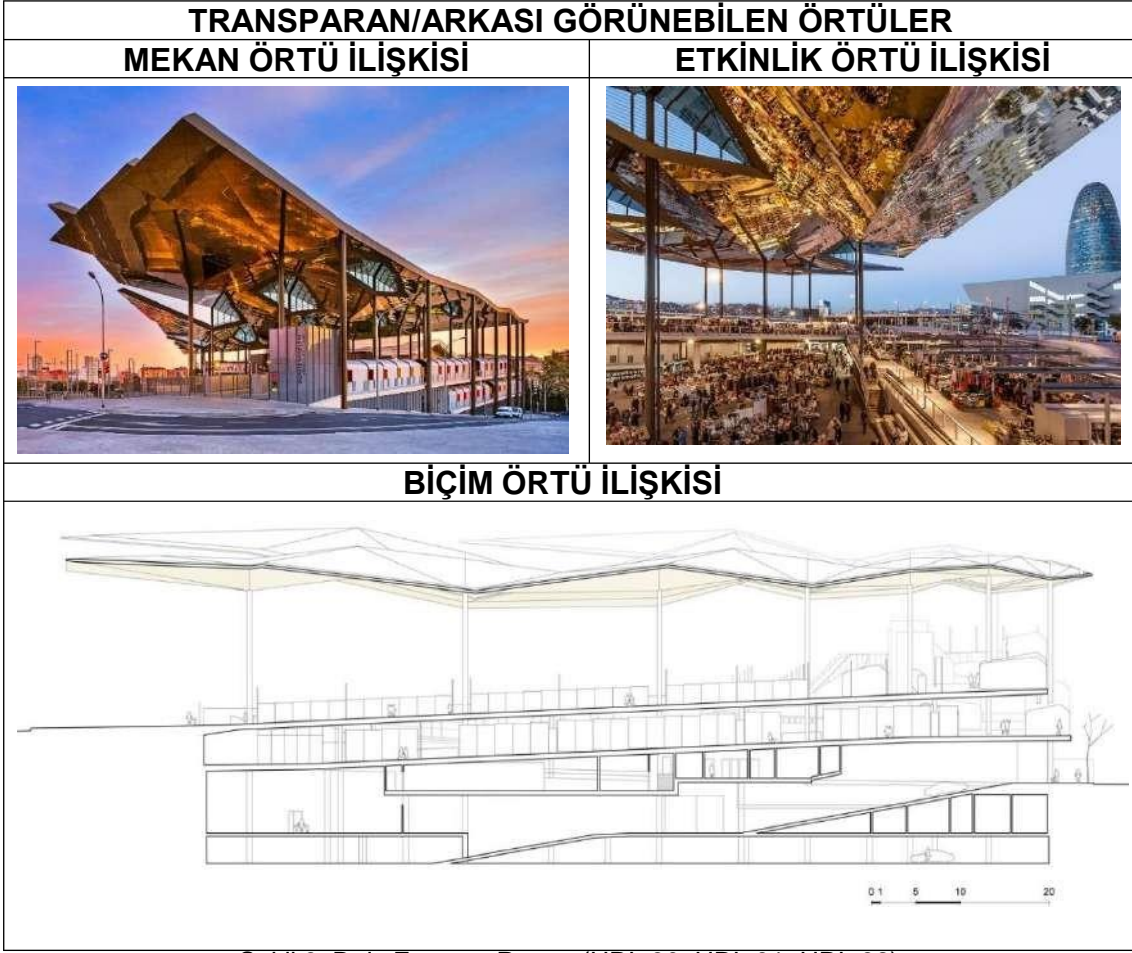 TRANSPARAN/ARKASI GÖRÜNEBİLEN ÖRTÜLER
MEKAN ÖRTÜ İLİŞKİSİ
ETKİNLİK ÖRTÜ İLİŞKİSİ
BİÇİM ÖRTÜ İLİŞKİSİ
0 1 5 10 20